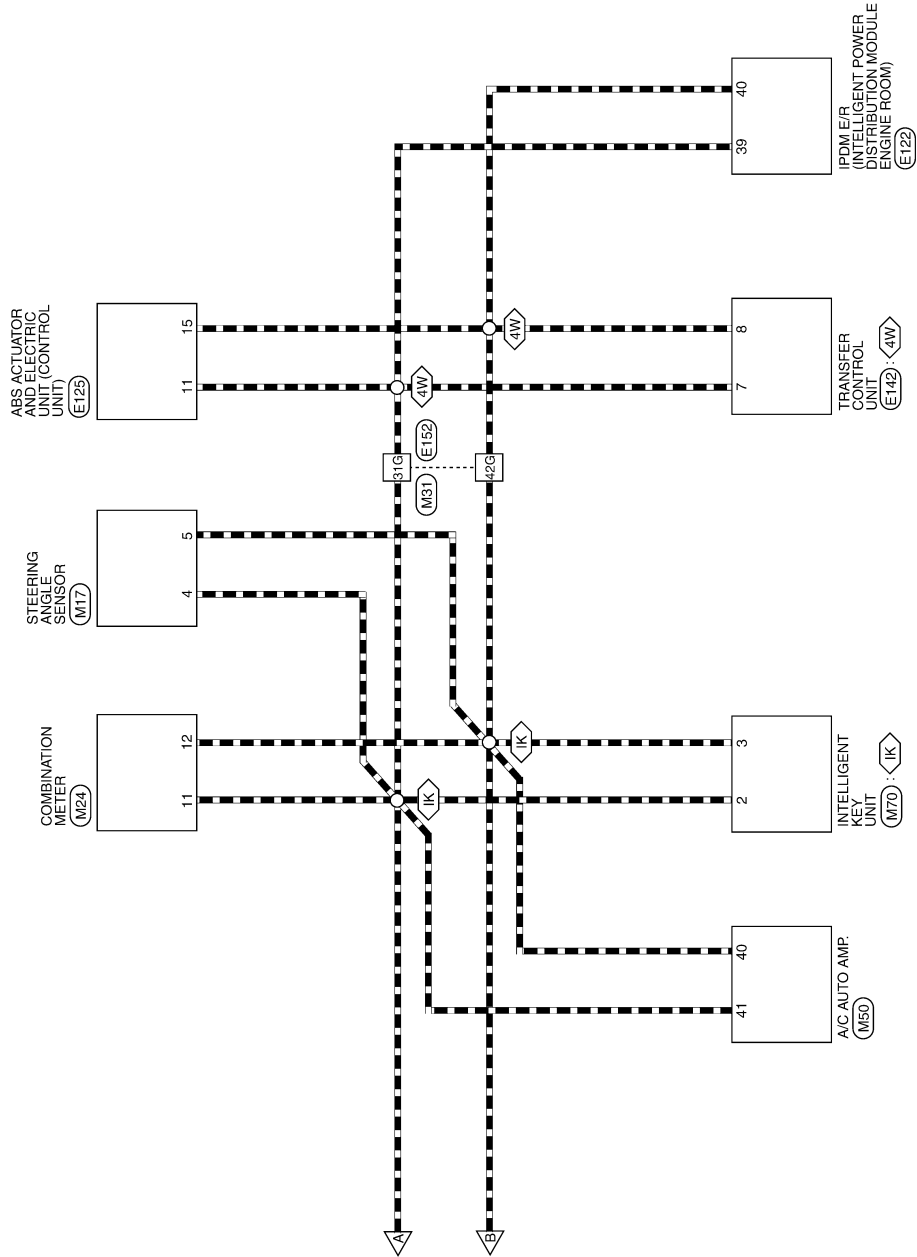 COMBINATION
METER
M24
11
12
STEERING
ANGLE
SENSOR
M17
4
5
ABS ACTUATOR
AND ELECTRIC
UNIT (CONTROL
UNIT)
E125
11
15
A
B
IK
IK
31G
42G
M31
E152
4W
4W
41
40
A/C AUTO AMP.
M50
2
3
INTELLIGENT
KEY
UNIT
M70 : IK
7
8
TRANSFER
CONTROL
UNIT
E142 : 4W
39
40
IPDM E/R
(INTELLIGENT POWER
DISTRIBUTION MODULE
ENGINE ROOM)
E122